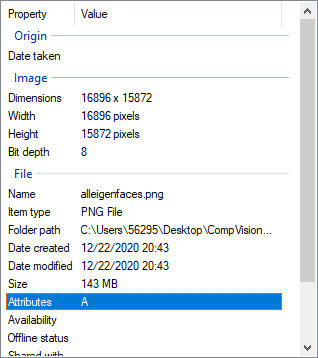 Property Value
Origin
Date taken
Image
Dimensions 16896 x 15872
Width 16896 pixels
Height 15872 pixels
Bit depth 8
File
Name alleigenfaces.png
Item type PNG File
Folder path C:\Users\56295\Desktop\CompVision...
Date created 12/22/2020 20:43
Date modified 12/22/2020 20:43
Size 143 MB
Attributes A
Availability
Offline status
Shared with